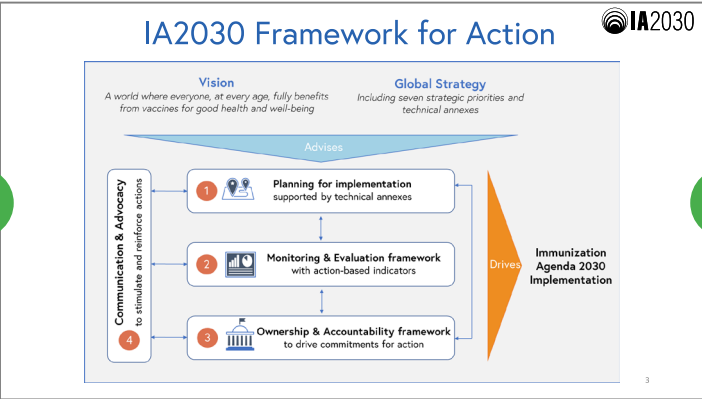 IA2030 Framework for Action
IA2030
Vision
A world where everyone, at every age, fully benefits
from vaccines for good health and well-being
Global Strategy
Including seven strategic priorities and
technical annexes
Advises
Communication & Advocacy
to stimulate and reinforce actions
4
1
Planning for implementation
supported by technical annexes
2
Monitoring & Evaluation framework
with action-based indicators
3
Ownership & Accountability framework
to drive commitments for action
Drives
Immunization
Agenda 2030
Implementation
3